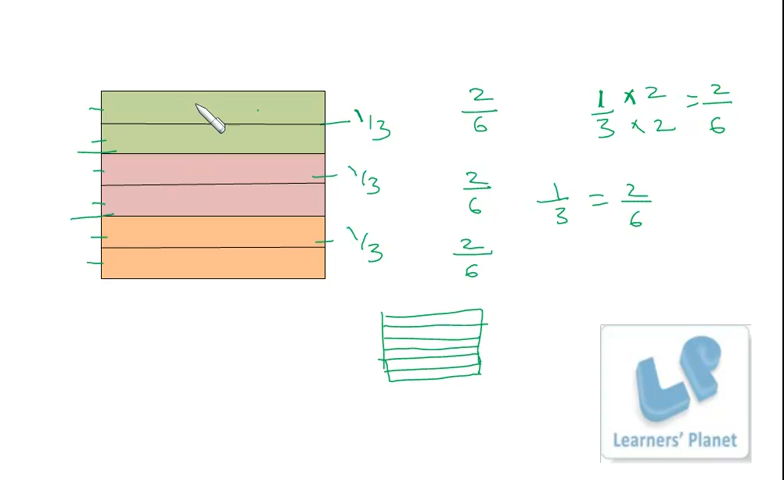 1/3 2/6 1/3 × 2 × 2 = 2/6
1/3 2/6 1/3 = 2/6
1/3 2/6
LP
Learners' Planet